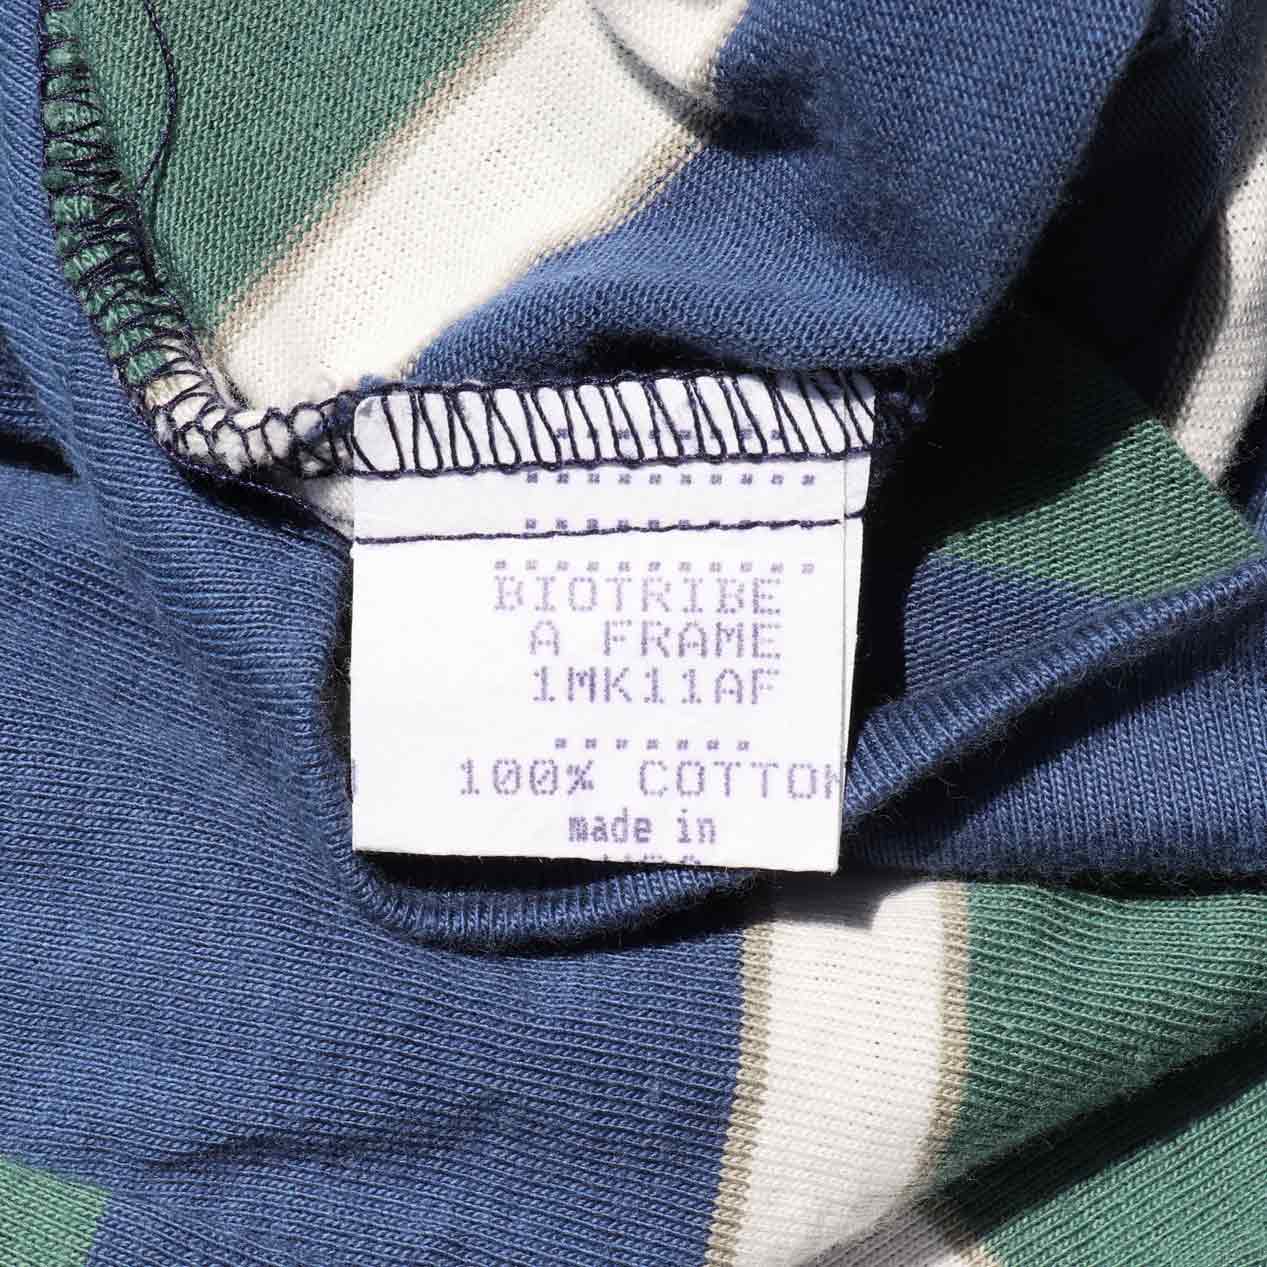 BIOTRIBE
A FRAME
1MK11AF
100% COTTON
made in